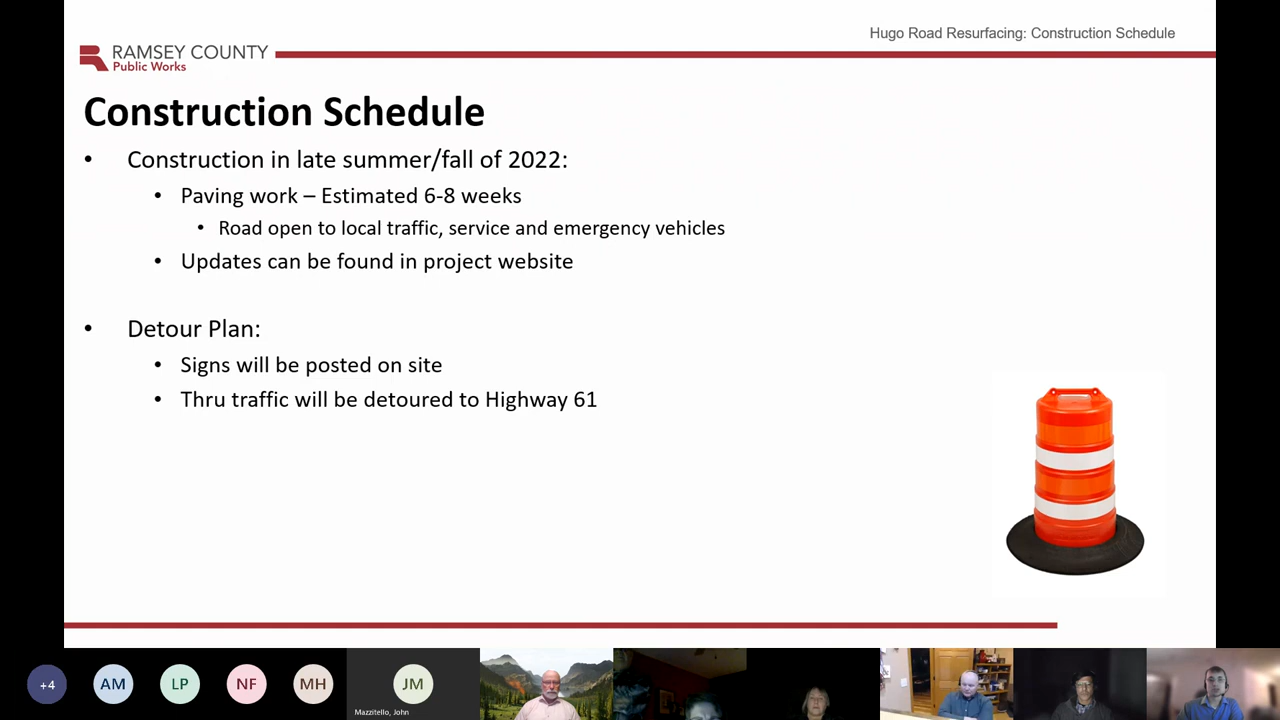 Hugo Road Resurfacing: Construction Schedule
RAMSEY COUNTY
Public Works
Construction Schedule
• Construction in late summer/fall of 2022:
• Paving work – Estimated 6-8 weeks
• Road open to local traffic, service and emergency vehicles
• Updates can be found in project website
• Detour Plan:
• Signs will be posted on site
• Thru traffic will be detoured to Highway 61
+4 AM LP NF MH JM
Mazzitello, John